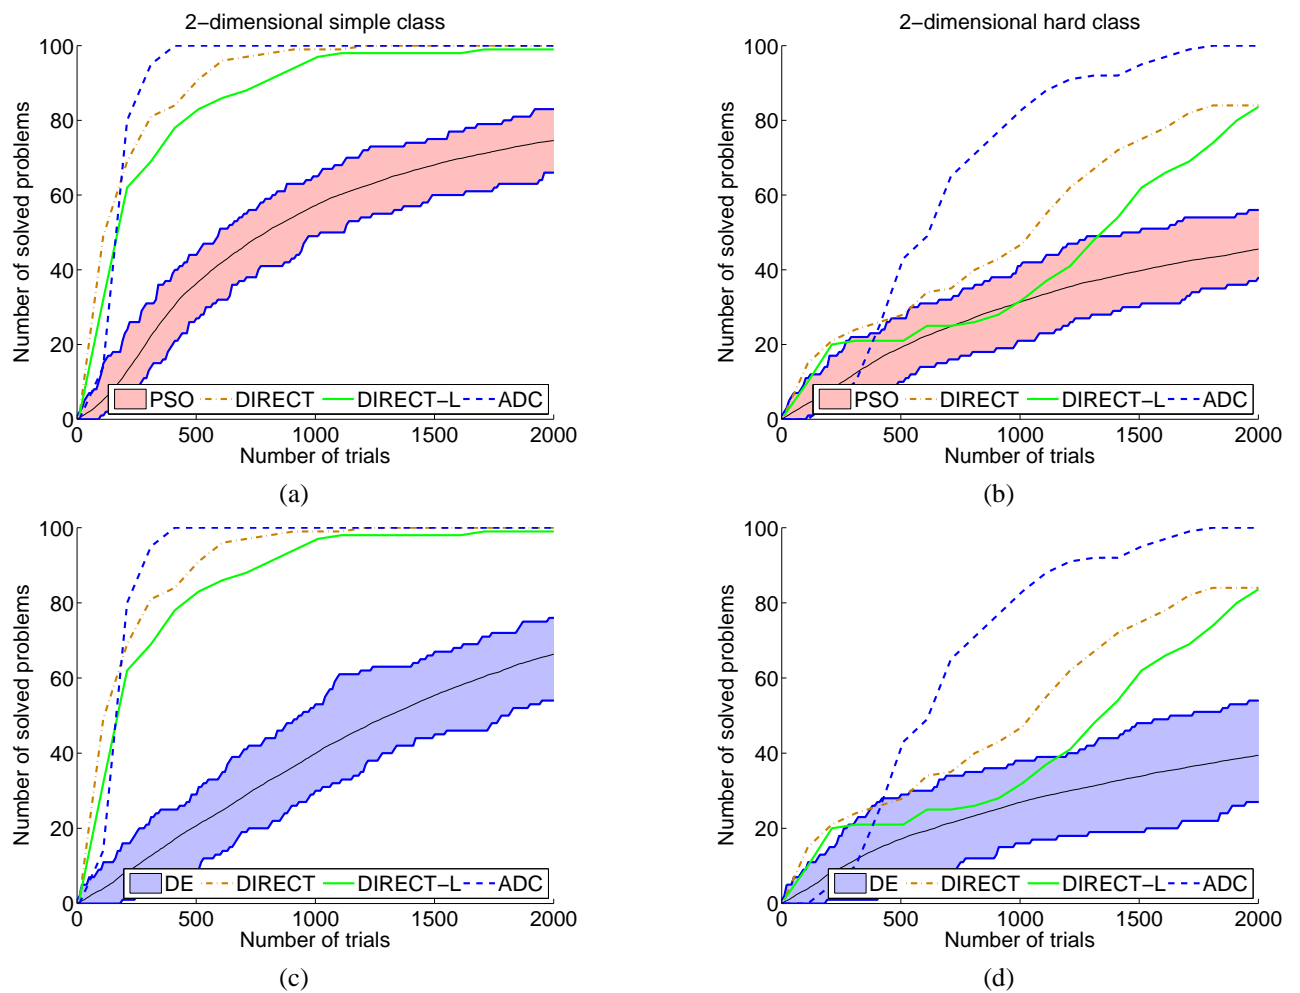 2−dimensional simple class
100
80
60
40
20
0
Number of solved problems
PSO DIRECT DIRECT−L ADC
0 500 1000 1500 2000
Number of trials
(a)
2−dimensional hard class
100
80
60
40
20
0
Number of solved problems
PSO DIRECT DIRECT−L ADC
0 500 1000 1500 2000
Number of trials
(b)
100
80
60
40
20
0
Number of solved problems
DE DIRECT DIRECT−L ADC
0 500 1000 1500 2000
Number of trials
(c)
100
80
60
40
20
0
Number of solved problems
DE DIRECT DIRECT−L ADC
0 500 1000 1500 2000
Number of trials
(d)